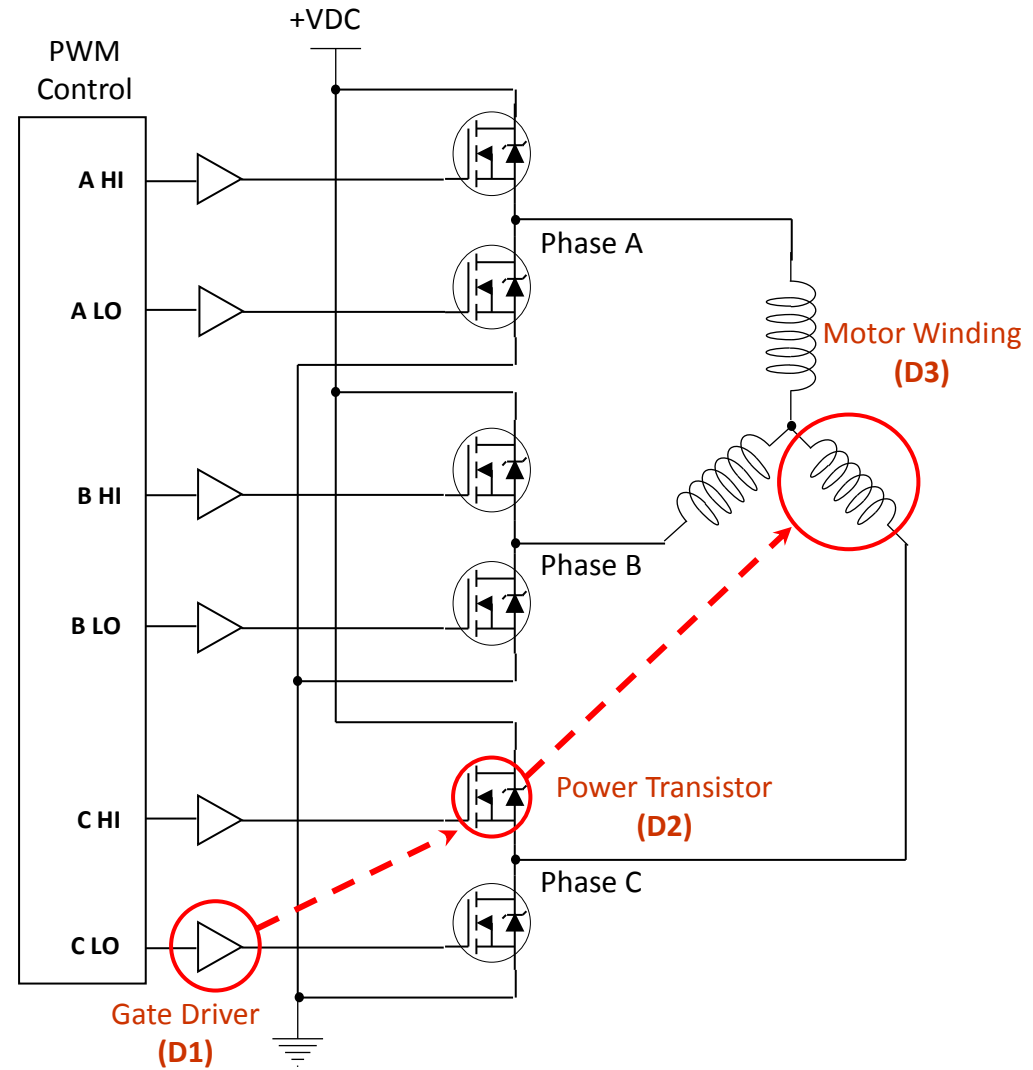 +VDC
PWM
Control
A HI
Phase A
A LO
Motor Winding
(D3)
B HI
Phase B
B LO
Power Transistor
(D2)
C HI
Phase C
C LO
Gate Driver
(D1)